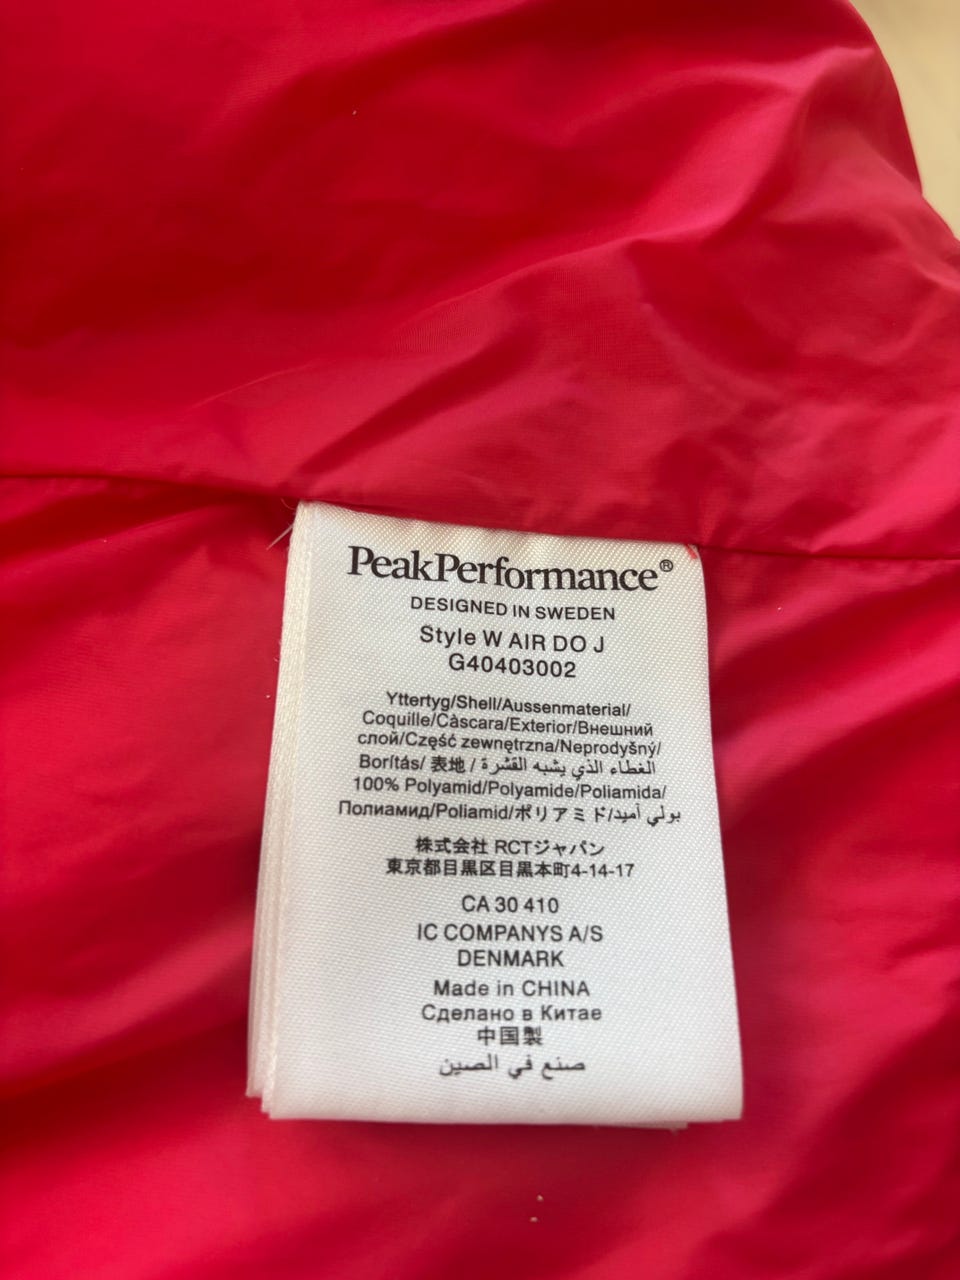 PeakPerformance®
DESIGNED IN SWEDEN
Style W AIR DO J
G40403002
Yttertyg/Shell/Aussenmaterial/
Coquille/Càscara/Exterior/Внешний
слой/Część zewnętrzna/Neprodyšný/
Borítás/ 表地 / الغطاء الذي يشبه القشرة
100% Polyamid/Polyamide/Poliamida/
Полиамид/Poliamid/ポリアミド/بولي أميد
株式会社 RCTジャパン
東京都目黒区目黒本町4-14-17
CA 30 410
IC COMPANYS A/S
DENMARK
Made in CHINA
Сделано в Китае
中国製
صنع في الصين